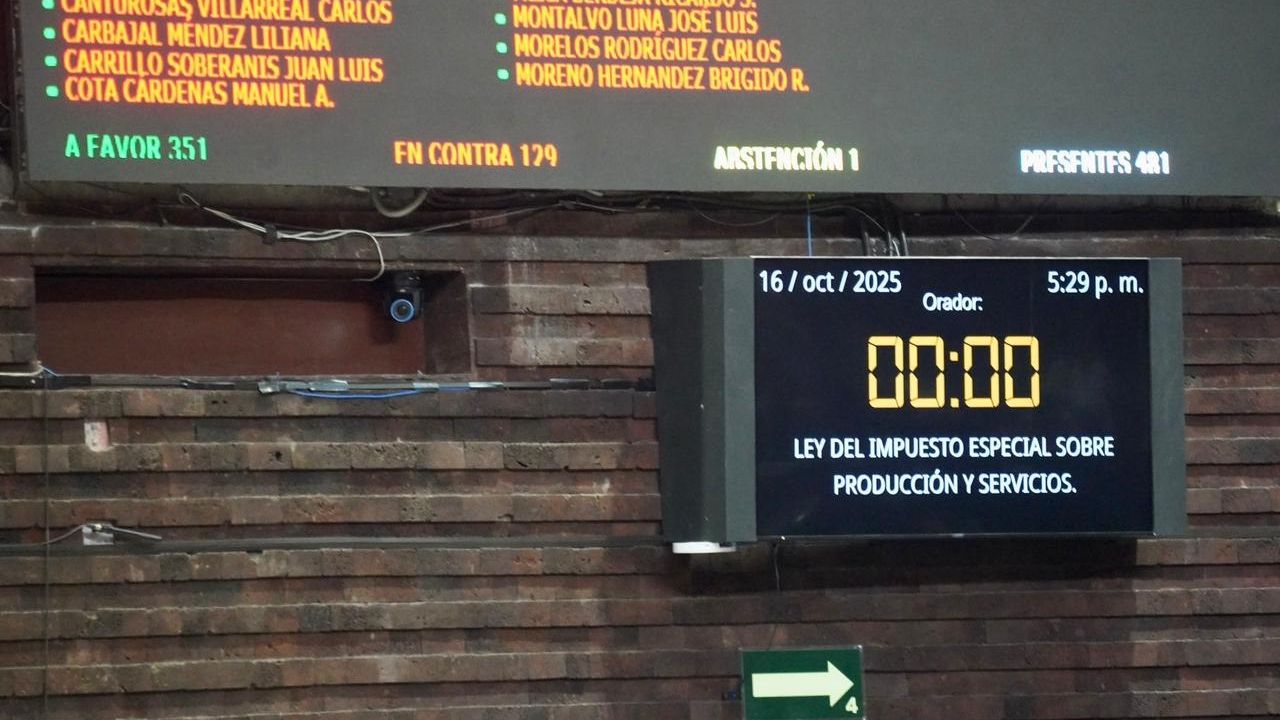 CANTUROSAS VILLARREAL CARLOS
CARBAJAL MÉNDEZ LILIANA
CARRILLO SOBERANIS JUAN LUIS
COTA CÁRDENAS MANUEL A.
MONTALVO LUNA JOSÉ LUIS
MORELOS RODRÍGUEZ CARLOS
MORENO HERNANDEZ BRIGIDO R.
A FAVOR 351
EN CONTRA 129
ABSTENCIÓN 1
PRESENTES 481
16 / oct / 2025
5:29 p. m.
Orador:
00:00
LEY DEL IMPUESTO ESPECIAL SOBRE
PRODUCCIÓN Y SERVICIOS.
4